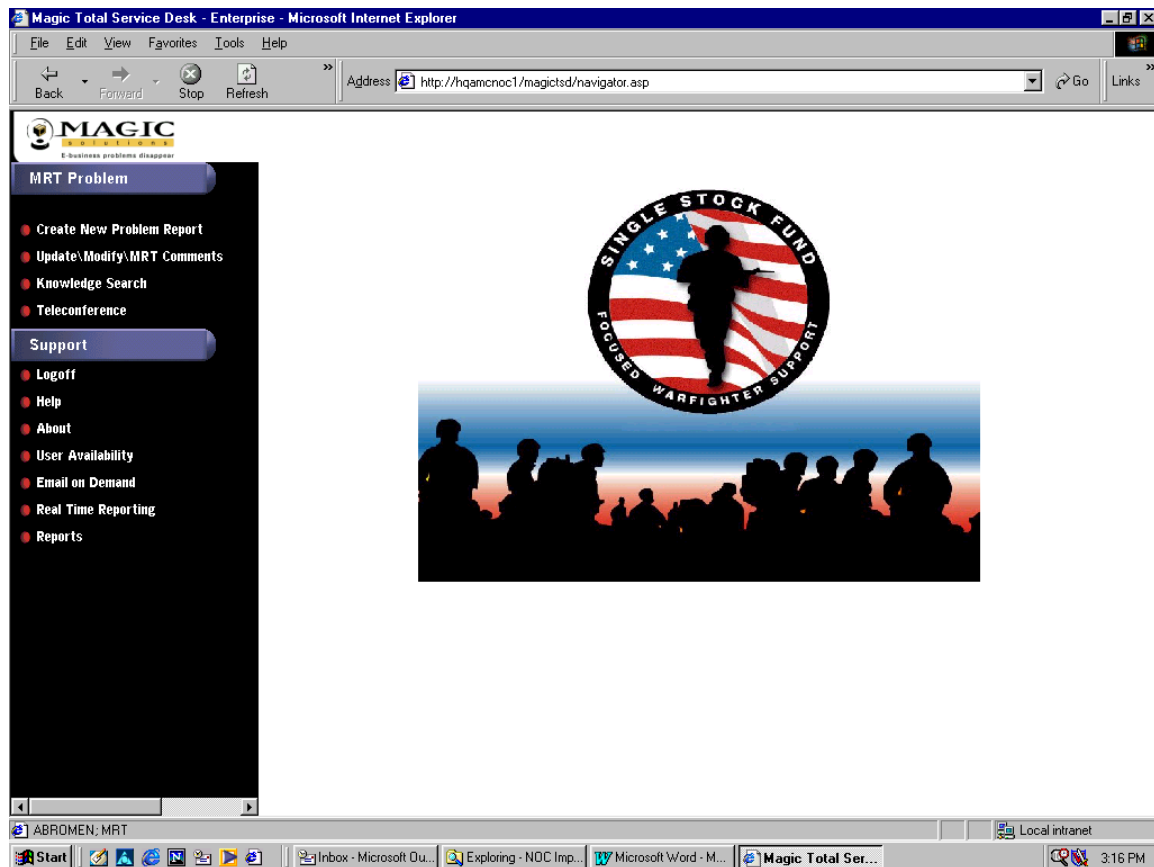 Magic Total Service Desk - Enterprise - Microsoft Internet Explorer
File Edit View Favorites Tools Help
Back Forward Stop Refresh » Address http://hqamcnoc1/magictsd/navigator.asp Go Links »
MAGIC
solutions
E-business problems disappear
MRT Problem
Create New Problem Report
Update\Modify\MRT Comments
Knowledge Search
Teleconference
Support
Logoff
Help
About
User Availability
Email on Demand
Real Time Reporting
Reports
SINGLE STOCK FUND
FOCUSED WARFIGHTER SUPPORT
ABROMEN; MRT Local intranet
Start Inbox - Microsoft Ou... Exploring - NOC Imp... Microsoft Word - M... Magic Total Ser... 3:16 PM